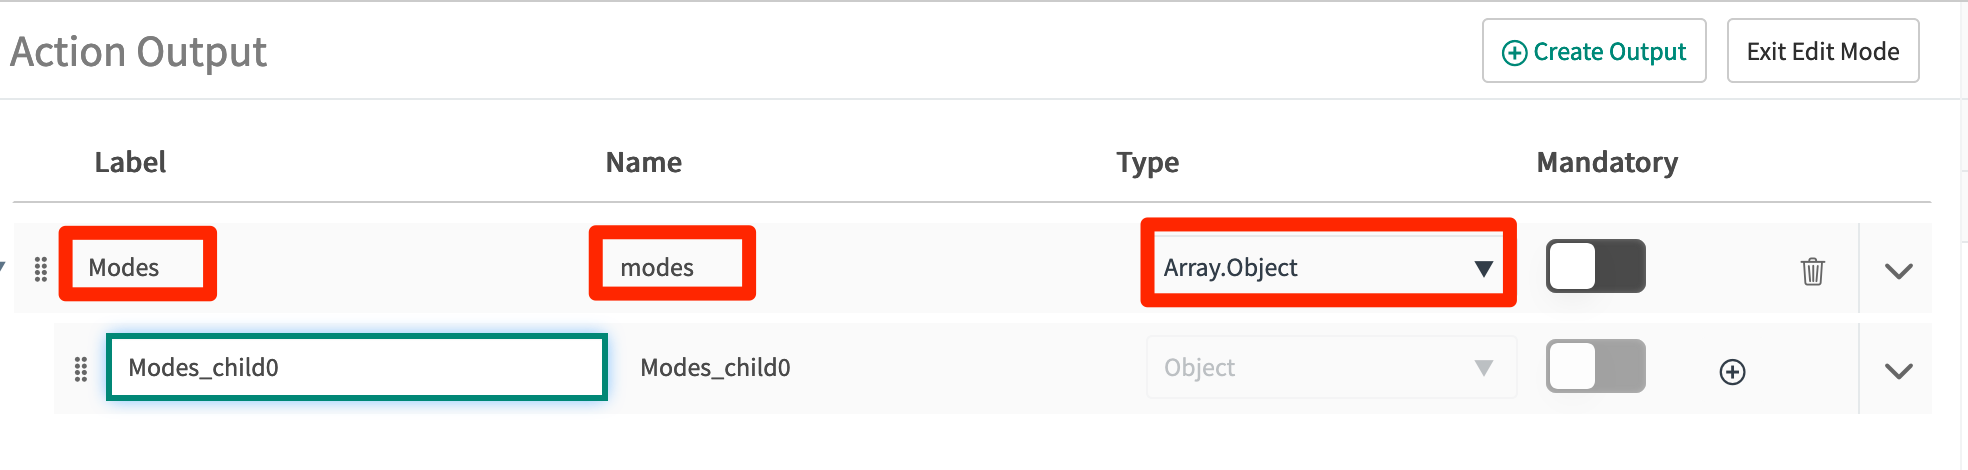 Action Output
Create Output
Exit Edit Mode
Label Name Type Mandatory
Modes modes Array.Object
Modes_child0 Modes_child0 Object